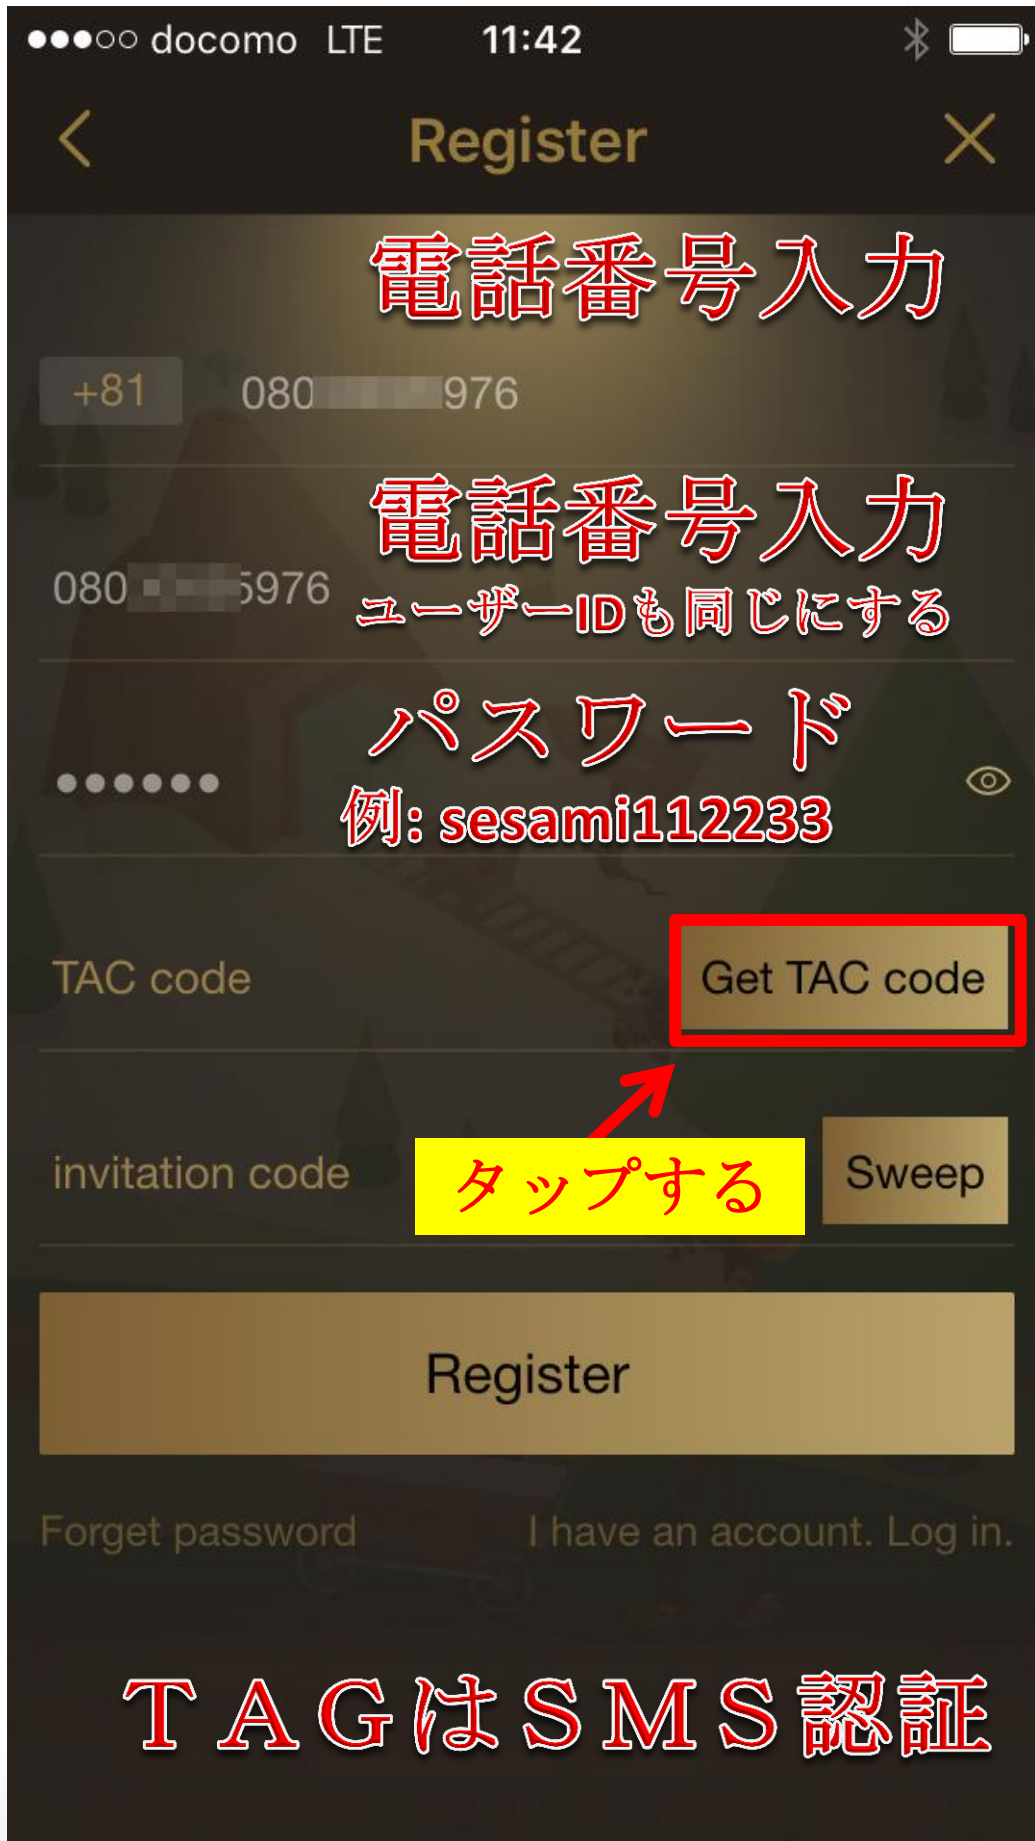 docomo LTE 11:42
Register
電話番号入力
+81 080 976
電話番号入力
080 5976
ユーザーIDも同じにする
パスワード
例: sesami112233
TAC code
Get TAC code
invitation code
タップする
Sweep
Register
Forget password
I have an account. Log in.
ＴＡＧはＳＭＳ認証